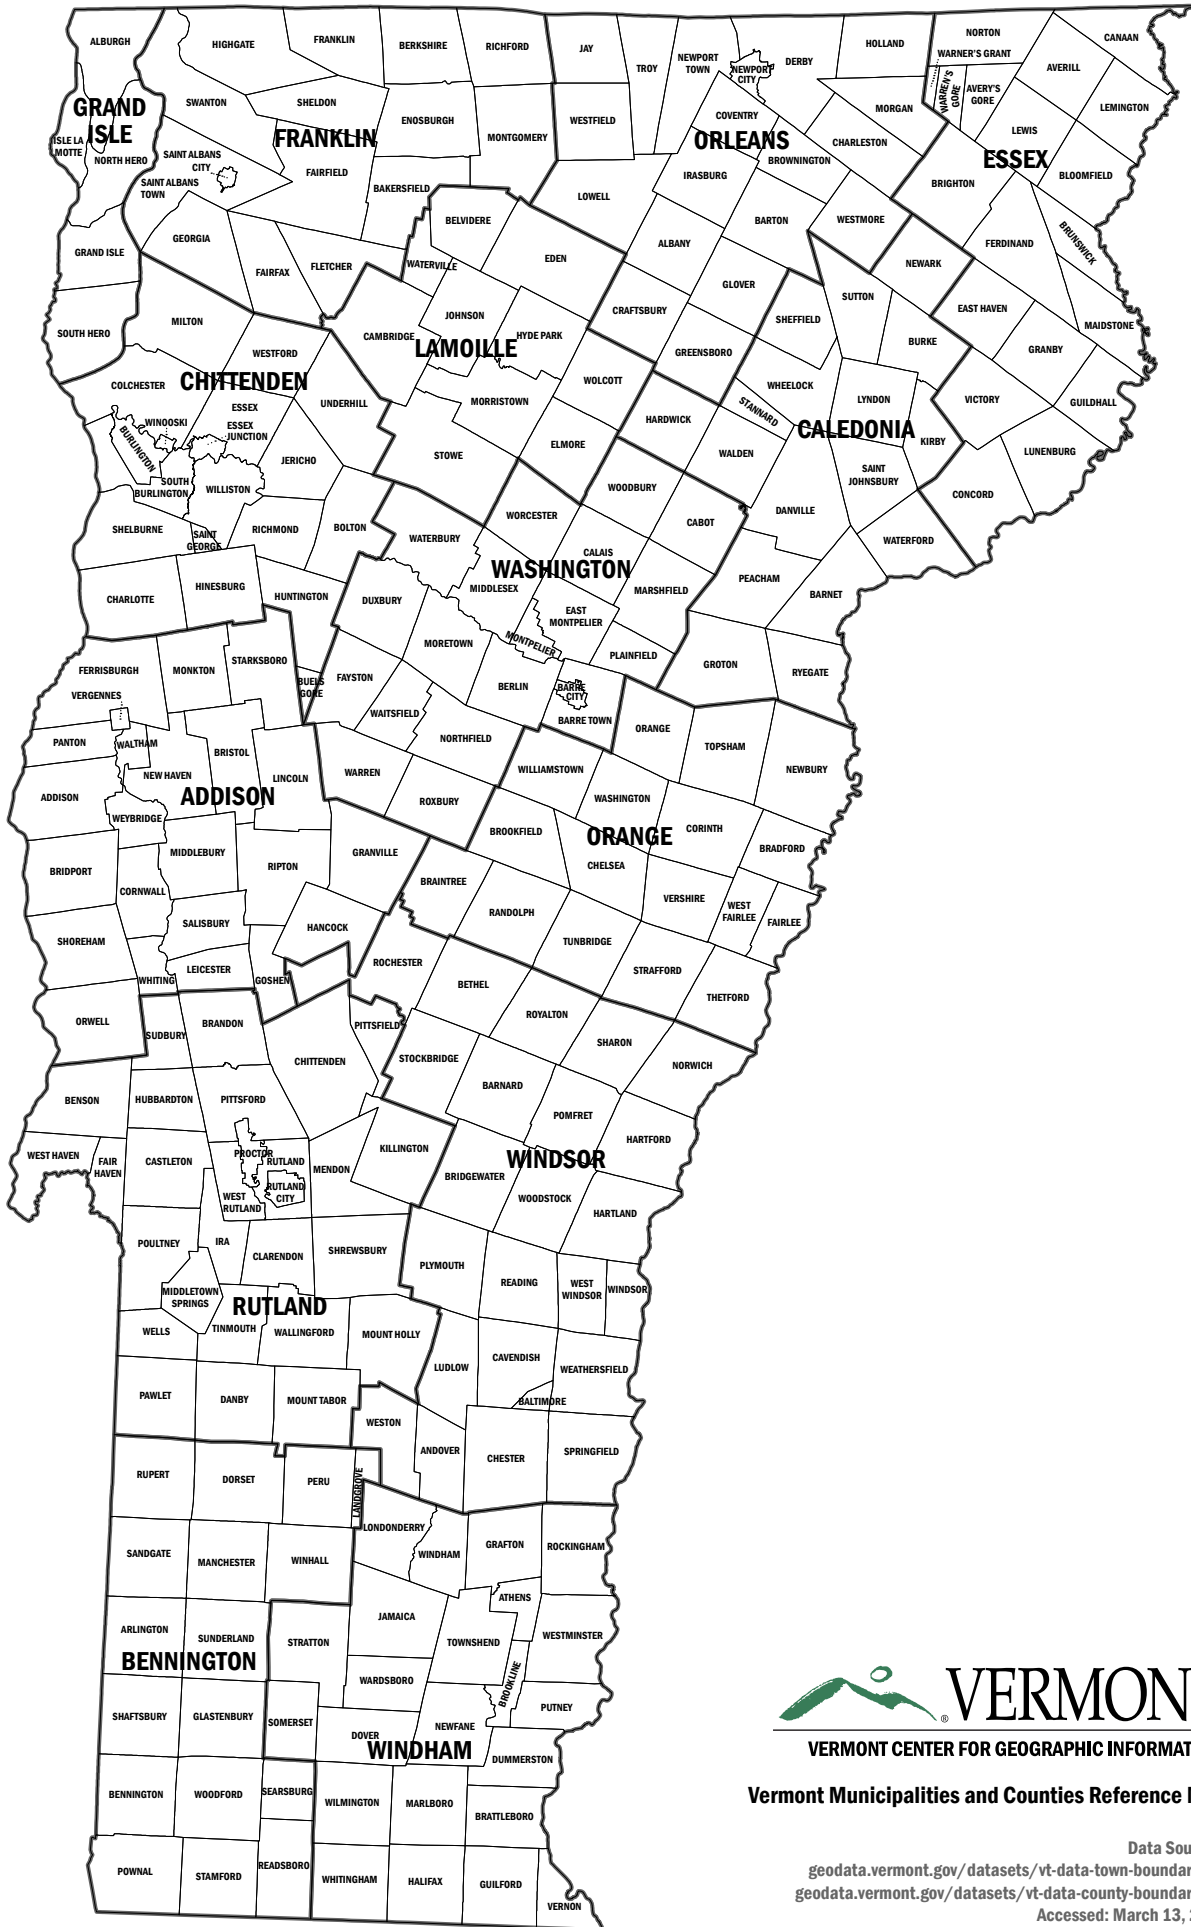 ALBURGH
HIGHGATE
FRANKLIN
BERKSHIRE
RICHFORD
JAY
TROY
NEWPORT
TOWN
NEWPORT
CITY
DERBY
HOLLAND
NORTON
WARNER'S GRANT
CANAAN
AVERILL
WARREN'S
GORE
AVERY'S
GORE
LEMINGTON
MORGAN
GRAND
ISLE
ISLE LA
MOTTE
NORTH HERO
SWANTON
SHELDON
FRANKLIN
ENOSBURGH
MONTGOMERY
WESTFIELD
COVENTRY
ORLEANS
BROWNINGTON
CHARLESTON
LEWIS
ESSEX
BLOOMFIELD
BRIGHTON
SAINT ALBANS
CITY
SAINT ALBANS
TOWN
FAIRFIELD
BAKERSFIELD
LOWELL
IRASBURG
BARTON
WESTMORE
BELVIDERE
GEORGIA
GRAND ISLE
FAIRFAX
FLETCHER
WATERVILLE
EDEN
ALBANY
NEWARK
FERDINAND
BRUNSWICK
GLOVER
SUTTON
EAST HAVEN
MAIDSTONE
SOUTH HERO
MILTON
JOHNSON
HYDE PARK
CRAFTSBURY
SHEFFIELD
CAMBRIDGE
LAMOILLE
WESTFORD
GREENSBORO
BURKE
GRANBY
COLCHESTER
CHITTENDEN
WOLCOTT
WHEELOCK
LYNDON
VICTORY
GUILDHALL
UNDERHILL
MORRISTOWN
STANNARD
CALEDONIA
KIRBY
WINOOSKI
ESSEX
ESSEX
JUNCTION
HARDWICK
BURLINGTON
JERICHO
STOWE
ELMORE
WALDEN
LUNENBURG
SAINT
JOHNSBURY
SOUTH
BURLINGTON
WILLISTON
WOODBURY
CONCORD
SHELBURNE
SAINT
GEORGE
RICHMOND
BOLTON
WATERBURY
WORCESTER
CABOT
DANVILLE
WATERFORD
CALAIS
WASHINGTON
MIDDLESEX
MARSHFIELD
PEACHAM
BARNET
CHARLOTTE
HINESBURG
HUNTINGTON
DUXBURY
EAST
MONTPELIER
MORETOWN
MONTPELIER
PLAINFIELD
GROTON
RYEGATE
FERRISBURGH
MONKTON
STARKSBORO
BUELS
GORE
FAYSTON
BERLIN
BARRE
CITY
BARRE TOWN
VERGENNES
WAITSFIELD
NORTHFIELD
ORANGE
TOPSHAM
NEWBURY
PANTON
WALTHAM
NEW HAVEN
BRISTOL
LINCOLN
WARREN
WILLIAMSTOWN
ADDISON
ADDISON
WEYBRIDGE
ROXBURY
WASHINGTON
BROOKFIELD
ORANGE
CORINTH
BRADFORD
BRIDPORT
MIDDLEBURY
RIPTON
GRANVILLE
CHELSEA
CORNWALL
BRAINTREE
VERSHIRE
WEST
FAIRLEE
FAIRLEE
SHOREHAM
SALISBURY
HANCOCK
RANDOLPH
TUNBRIDGE
WHITING
LEICESTER
GOSHEN
ROCHESTER
STRAFFORD
THETFORD
BETHEL
ORWELL
SUDBURY
BRANDON
PITTSFIELD
ROYALTON
CHITTENDEN
STOCKBRIDGE
SHARON
NORWICH
BENSON
HUBBARDTON
PITTSFORD
BARNARD
POMFRET
HARTFORD
WEST HAVEN
FAIR
HAVEN
CASTLETON
PROCTOR
RUTLAND
MENDON
KILLINGTON
WINDSOR
BRIDGEWATER
WOODSTOCK
RUTLAND
CITY
WEST
RUTLAND
HARTLAND
POULTNEY
IRA
CLARENDON
SHREWSBURY
PLYMOUTH
READING
WEST
WINDSOR
WINDSOR
MIDDLETOWN
SPRINGS
RUTLAND
WELLS
TINMOUTH
WALLINGFORD
MOUNT HOLLY
LUDLOW
CAVENDISH
WEATHERSFIELD
PAWLET
DANBY
MOUNT TABOR
BALTIMORE
WESTON
ANDOVER
CHESTER
SPRINGFIELD
RUPERT
DORSET
PERU
LANDGROVE
LONDONDERRY
SANDGATE
MANCHESTER
WINHALL
WINDHAM
GRAFTON
ROCKINGHAM
ATHENS
ARLINGTON
SUNDERLAND
STRATTON
JAMAICA
TOWNSHEND
WESTMINSTER
BENNINGTON
WARDSBORO
BROOKLINE
PUTNEY
SHAFTSBURY
GLASTENBURY
SOMERSET
DOVER
NEWFANE
WINDHAM
DUMMERSTON
BENNINGTON
WOODFORD
SEARSBURG
WILMINGTON
MARLBORO
BRATTLEBORO
POWNAL
STAMFORD
READSBORO
WHITINGHAM
HALIFAX
GUILFORD
VERNON
® VERMON
VERMONT CENTER FOR GEOGRAPHIC INFORMAT
Vermont Municipalities and Counties Reference
Data Sou
geodata.vermont.gov/datasets/vt-data-town-boundar
geodata.vermont.gov/datasets/vt-data-county-boundar
Accessed: March 13,